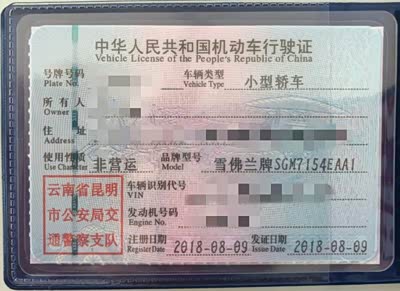 中华人民共和国机动车行驶证
Vehicle License of the People's Republic of China
号牌号码 车辆类型 小型轿车
Plate No. Vehicle Type
所有人
Owner
住址
Address
使用性质 非营运 品牌型号 雪佛兰牌SGM7154EAA1
Use Character Model
云南省昆明 车辆识别代号
VIN
市公安局交 发动机号码
Engine No.
通警察支队 注册日期 2018-08-09 发证日期 2018-08-09
Register Date Issue Date